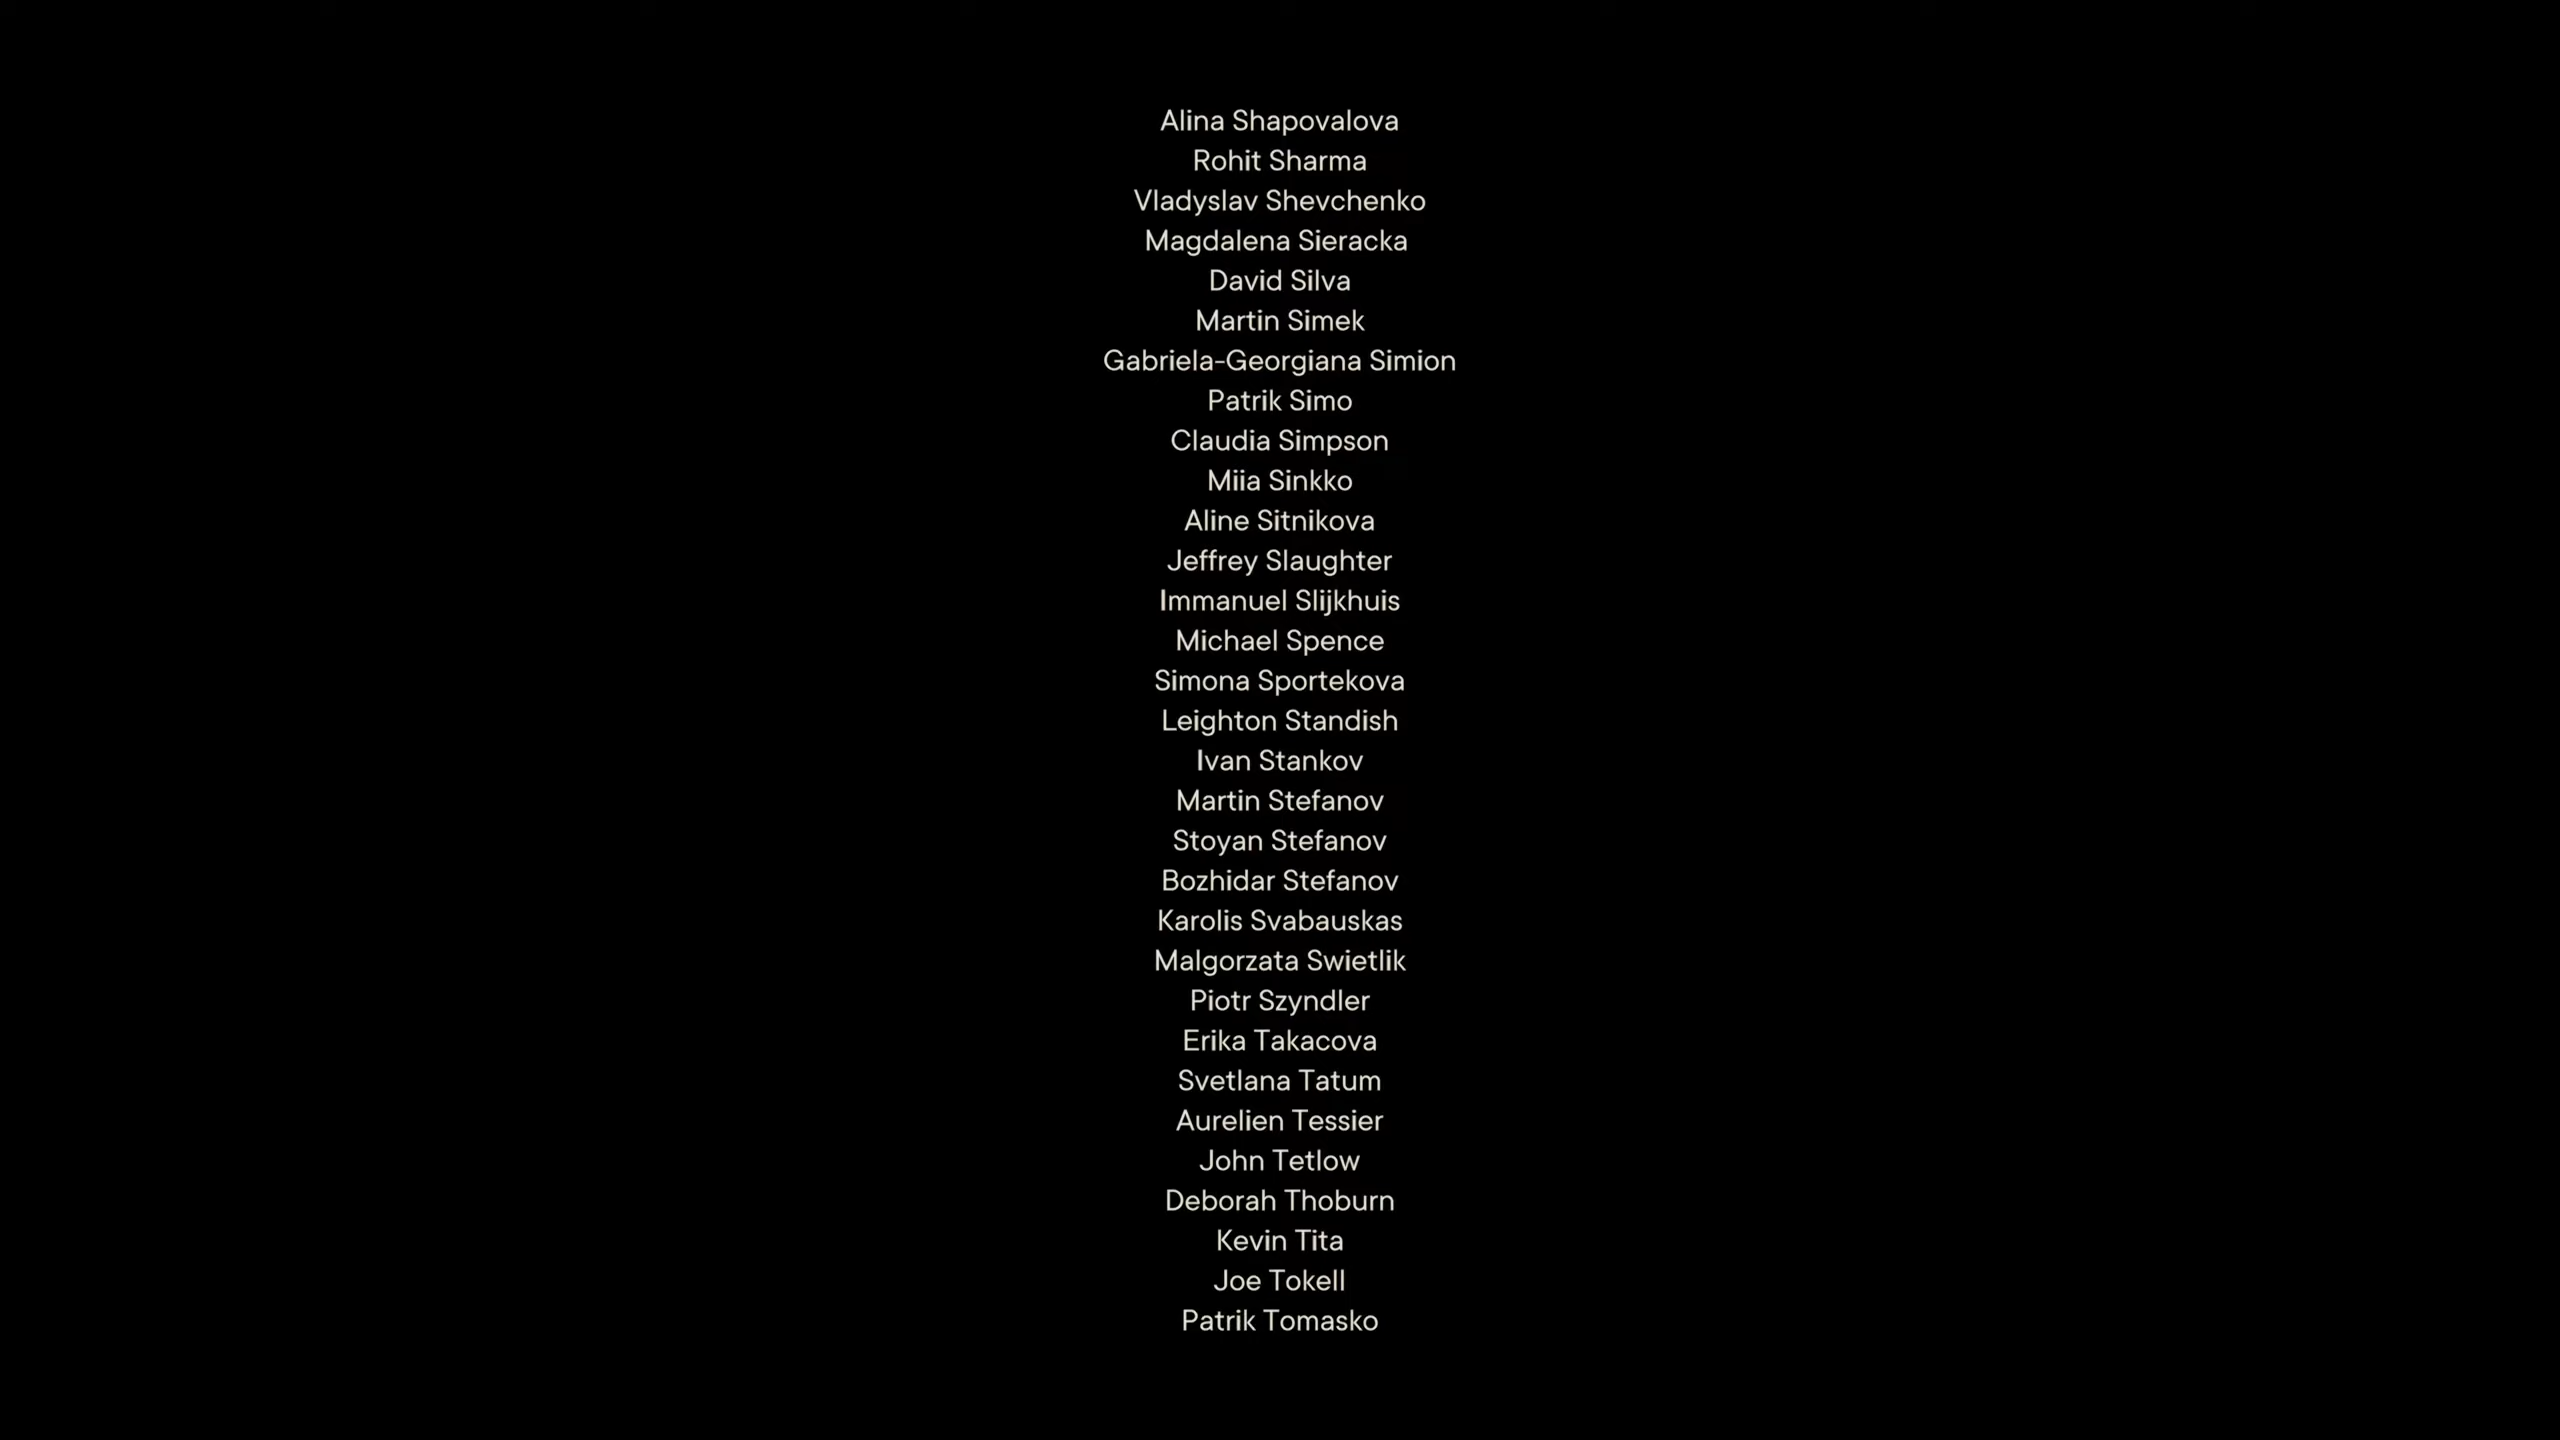 Alina Shapovalova
Rohit Sharma
Vladyslav Shevchenko
Magdalena Sieracka
David Silva
Martin Simek
Gabriela-Georgiana Simion
Patrik Simo
Claudia Simpson
Miia Sinkko
Aline Sitnikova
Jeffrey Slaughter
Immanuel Slijkhuis
Michael Spence
Simona Sportekova
Leighton Standish
Ivan Stankov
Martin Stefanov
Stoyan Stefanov
Bozhidar Stefanov
Karolis Svabauskas
Malgorzata Swietlik
Piotr Szyndler
Erika Takacova
Svetlana Tatum
Aurelien Tessier
John Tetlow
Deborah Thoburn
Kevin Tita
Joe Tokell
Patrik Tomasko